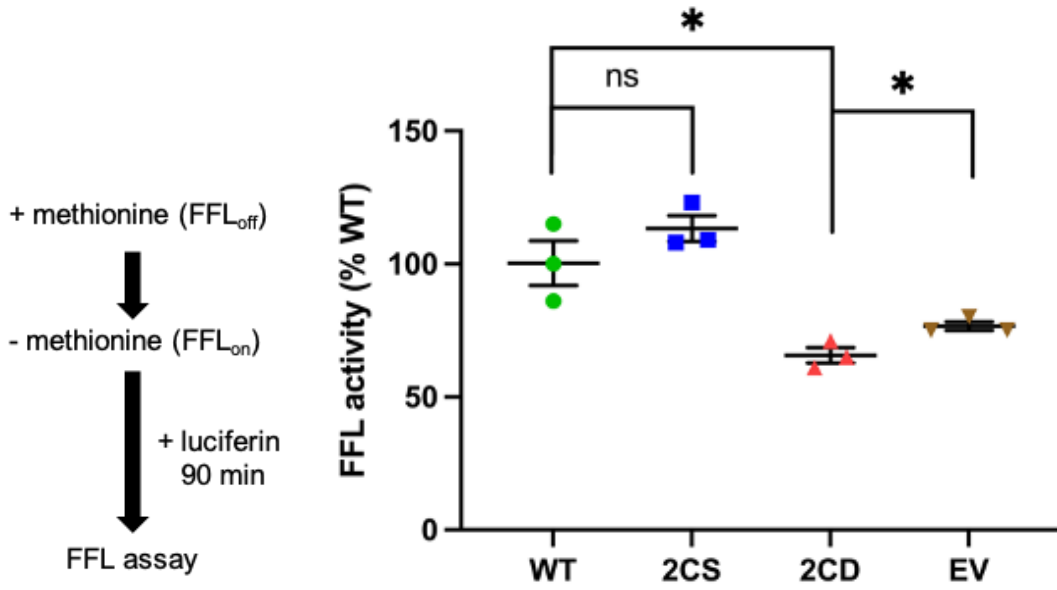 + methionine (FFLoff)
- methionine (FFLon)
+ luciferin
90 min
FFL assay
*
ns
*
FFL activity (% WT)
150
100
50
0
WT 2CS 2CD EV